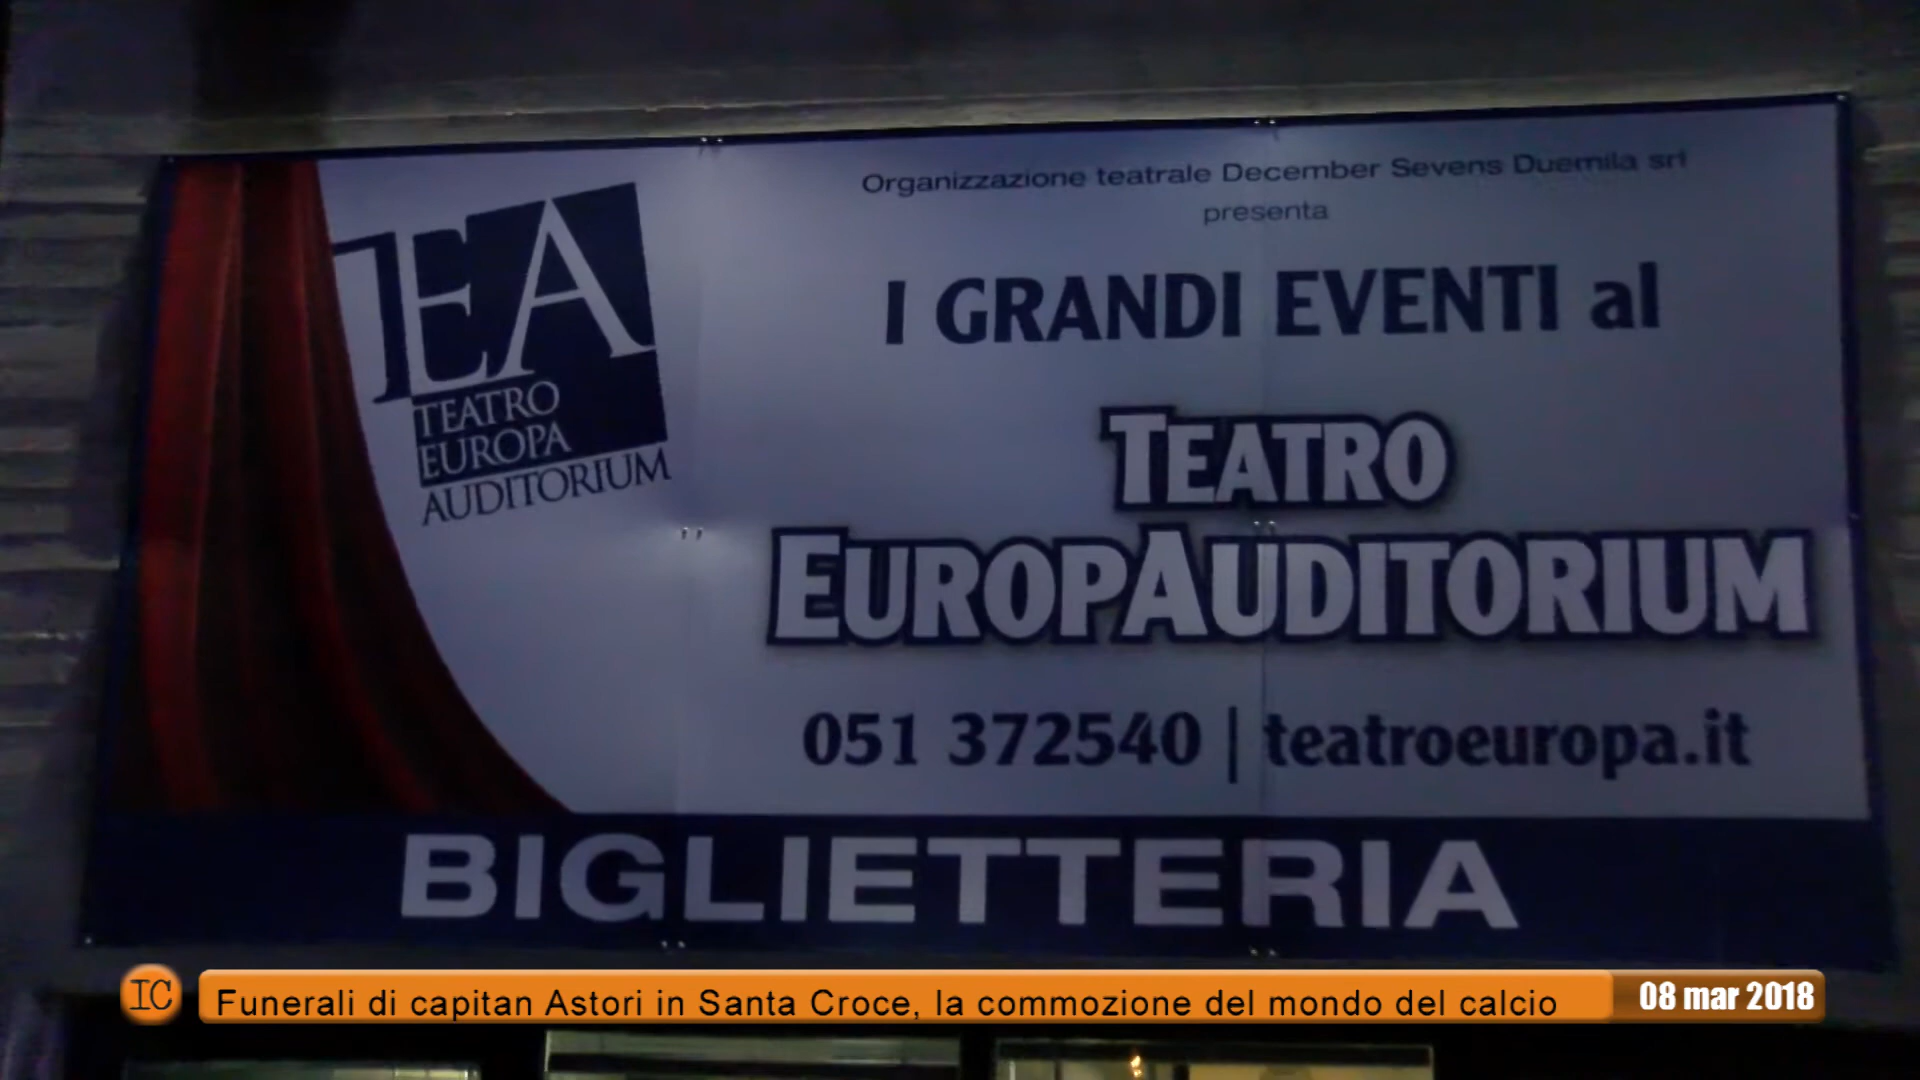 Organizzazione teatrale December Sevens Duemila srl
presenta
I GRANDI EVENTI al
TEATRO
EUROPAUDITORIUM
051 372540 | teatroeuropa.it
TEA
TEATRO
EUROPA
AUDITORIUM
BIGLIETTERIA
IC
Funerali di capitan Astori in Santa Croce, la commozione del mondo del calcio
08 mar 2018